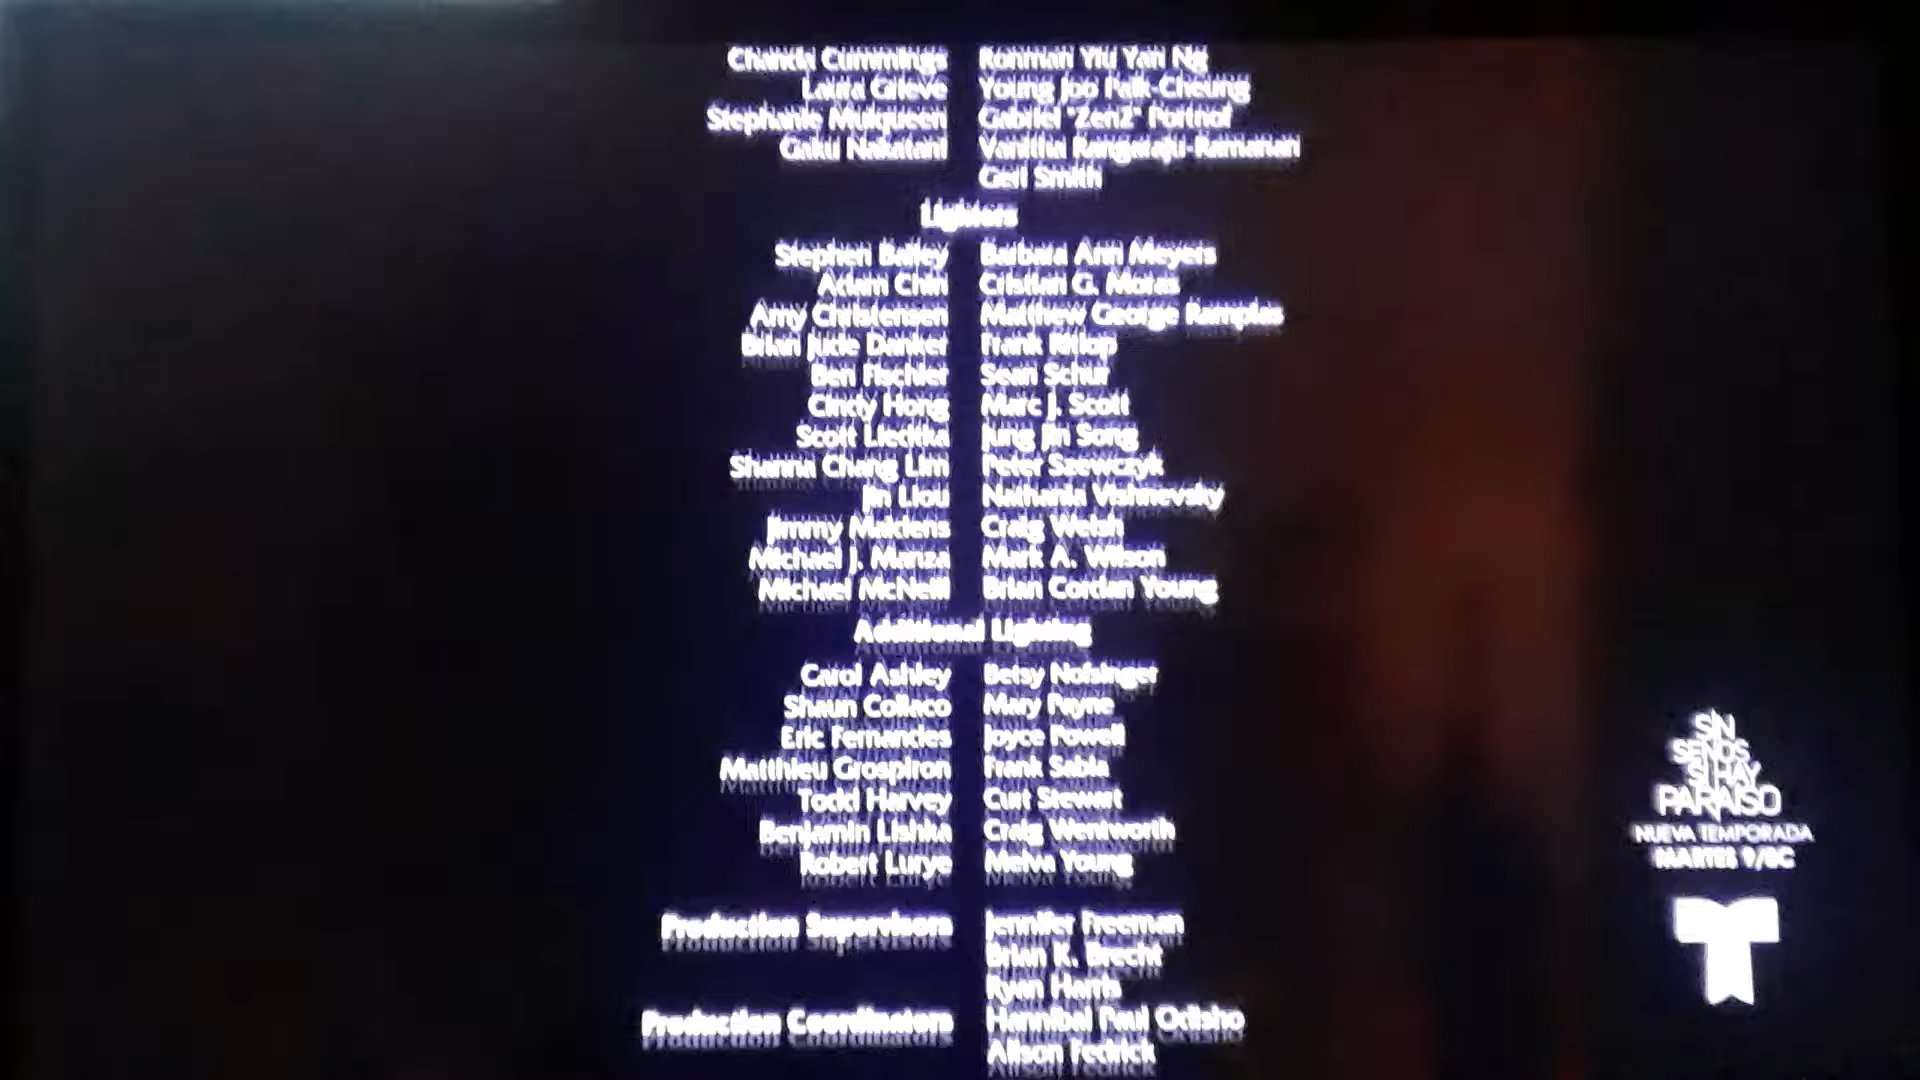 Chanda Cummings Ronman Yiu Yan Ng
Laura Grieve Young Joo Paik-Cheung
Stephanie Mulqueen Gabriel "ZenZ" Portnof
Gaku Nakatani Vanitha Rangaraju-Ramanan
Geri Smith
Lighters
Stephen Bailey Barbara Ann Meyers
Adam Chin Cristian G. Moras
Amy Christensen Matthew George Ramplas
Brian Jude Danker Frank Ritlop
Ben Fischler Sean Schur
Cindy Hong Marc J. Scott
Scott Liedtka Jung Jin Song
Shanna Chang Lim Peter Szewczyk
Jin Liou Nathania Vishnevsky
Jimmy Maidens Craig Welsh
Michael J. Manza Mark A. Wilson
Michael McNeill Brian Cordan Young
Additional Lighting
Carol Ashley Betsy Nofsinger
Shaun Collaco Mary Payne
Eric Fernandes Joyce Powell
Matthieu Grospiron Frank Sabia
Todd Harvey Curt Stewart
Benjamin Lishka Craig Wentworth
Robert Lurye Melva Young
Production Supervisors Jennifer Freeman
Brian K. Brecht
Ryan Harris
Production Coordinators Hannibal Paul Odisho
Alison Fedrick
SIN
SENOS
SÍ HAY
PARAÍSO
NUEVA TEMPORADA
MARTES 9/8C
T